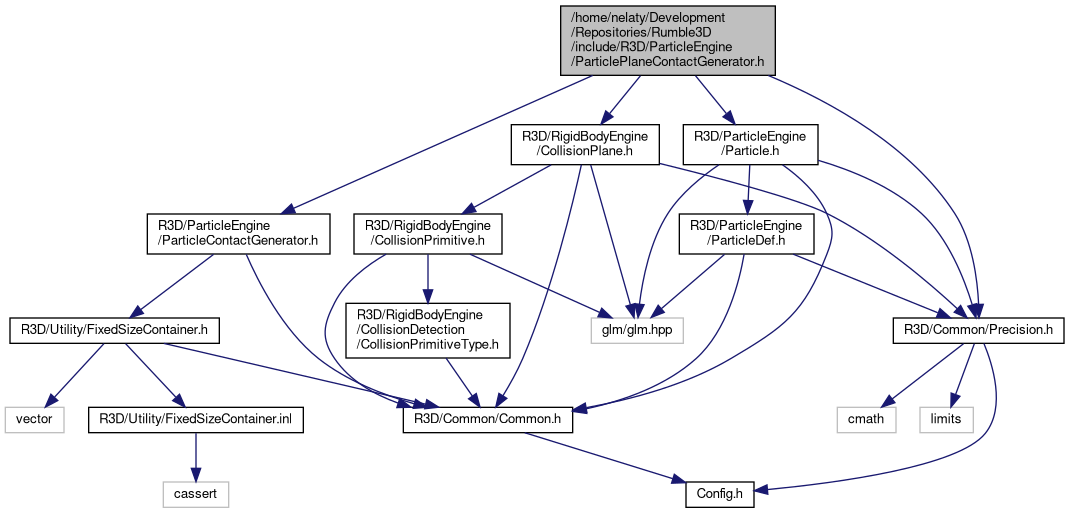 /home/nelaty/Development
/Repositories/Rumble3D
/include/R3D/ParticleEngine
/ParticlePlaneContactGenerator.h
R3D/RigidBodyEngine
/CollisionPlane.h
R3D/ParticleEngine
/Particle.h
R3D/ParticleEngine
/ParticleContactGenerator.h
R3D/RigidBodyEngine
/CollisionPrimitive.h
R3D/ParticleEngine
/ParticleDef.h
R3D/Utility/FixedSizeContainer.h
R3D/RigidBodyEngine
/CollisionDetection
/CollisionPrimitiveType.h
glm/glm.hpp
R3D/Common/Precision.h
vector
R3D/Utility/FixedSizeContainer.inl
R3D/Common/Common.h
cmath
limits
cassert
Config.h